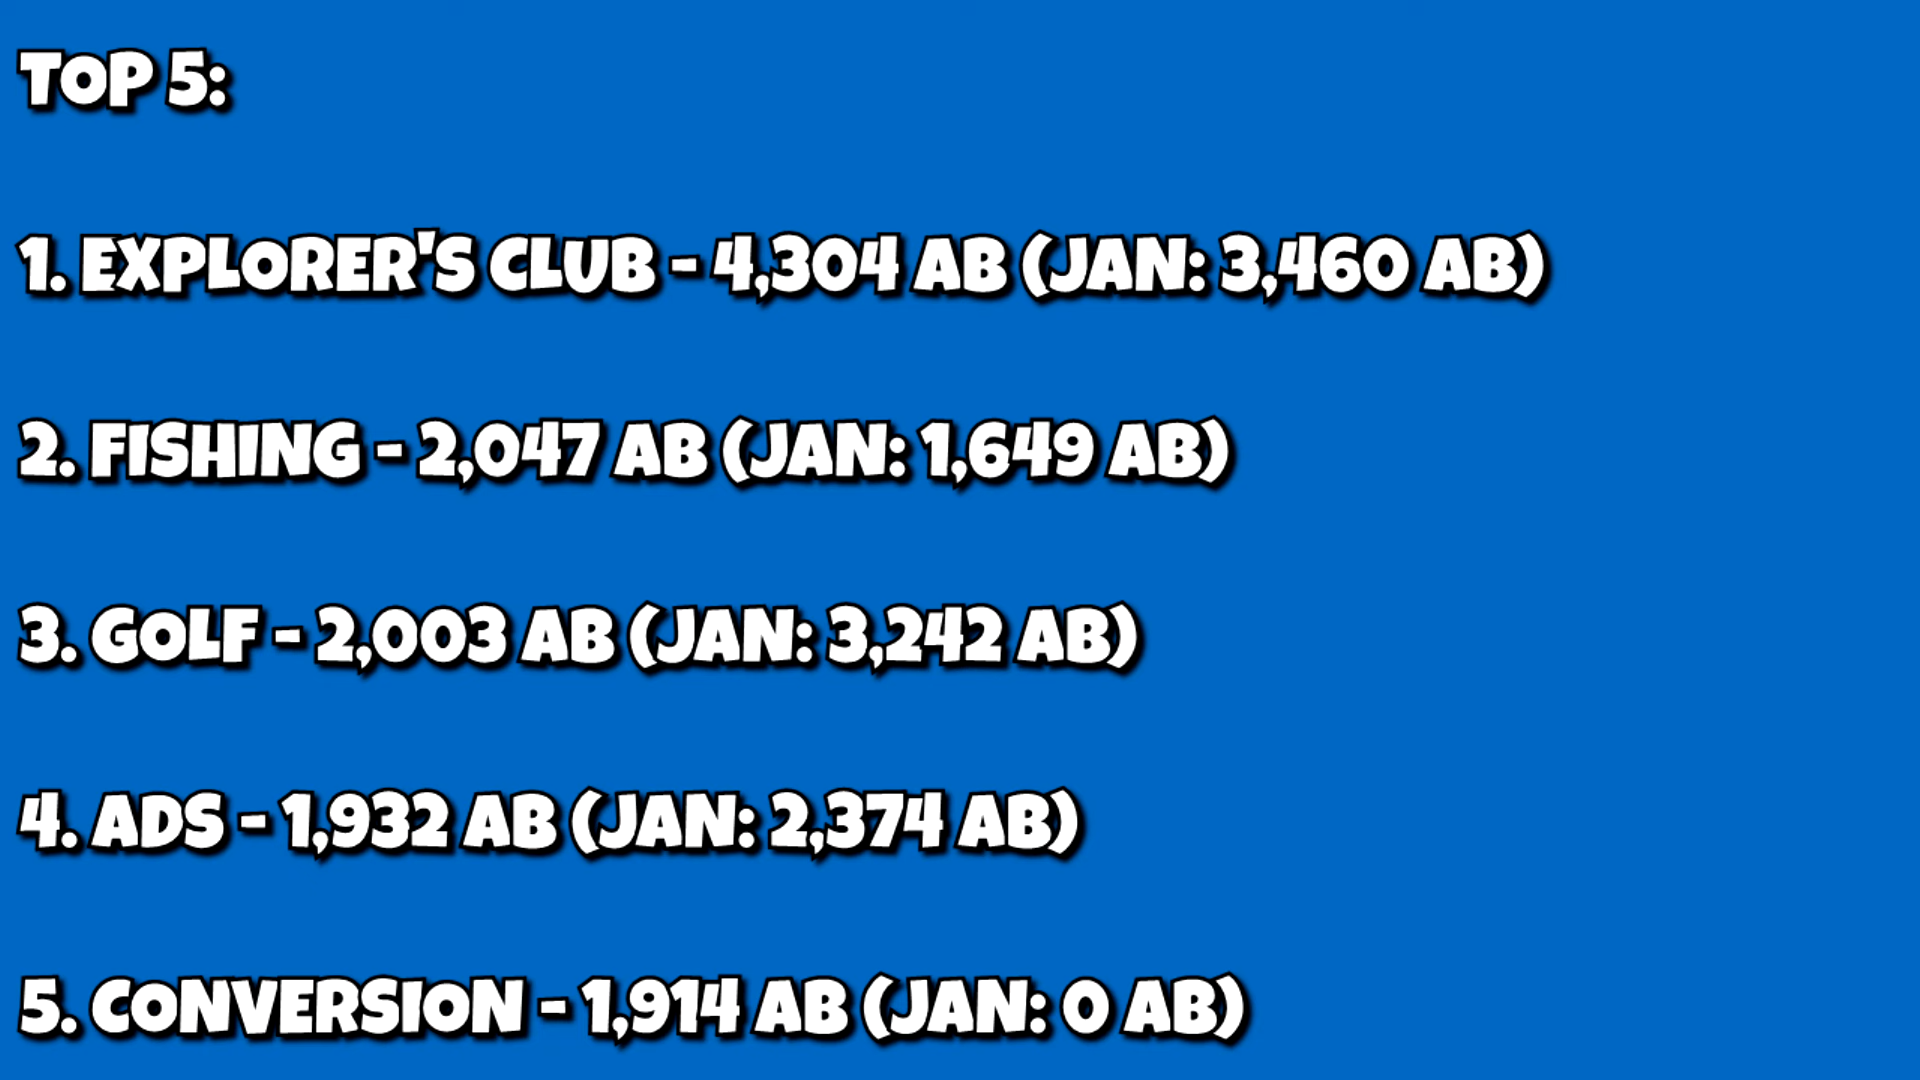 TOP 5:
1. EXPLORER'S CLUB - 4,304 AB (JAN: 3,460 AB)
2. FISHING - 2,047 AB (JAN: 1,649 AB)
3. GOLF - 2,003 AB (JAN: 3,242 AB)
4. ADS - 1,932 AB (JAN: 2,374 AB)
5. CONVERSION - 1,914 AB (JAN: 0 AB)